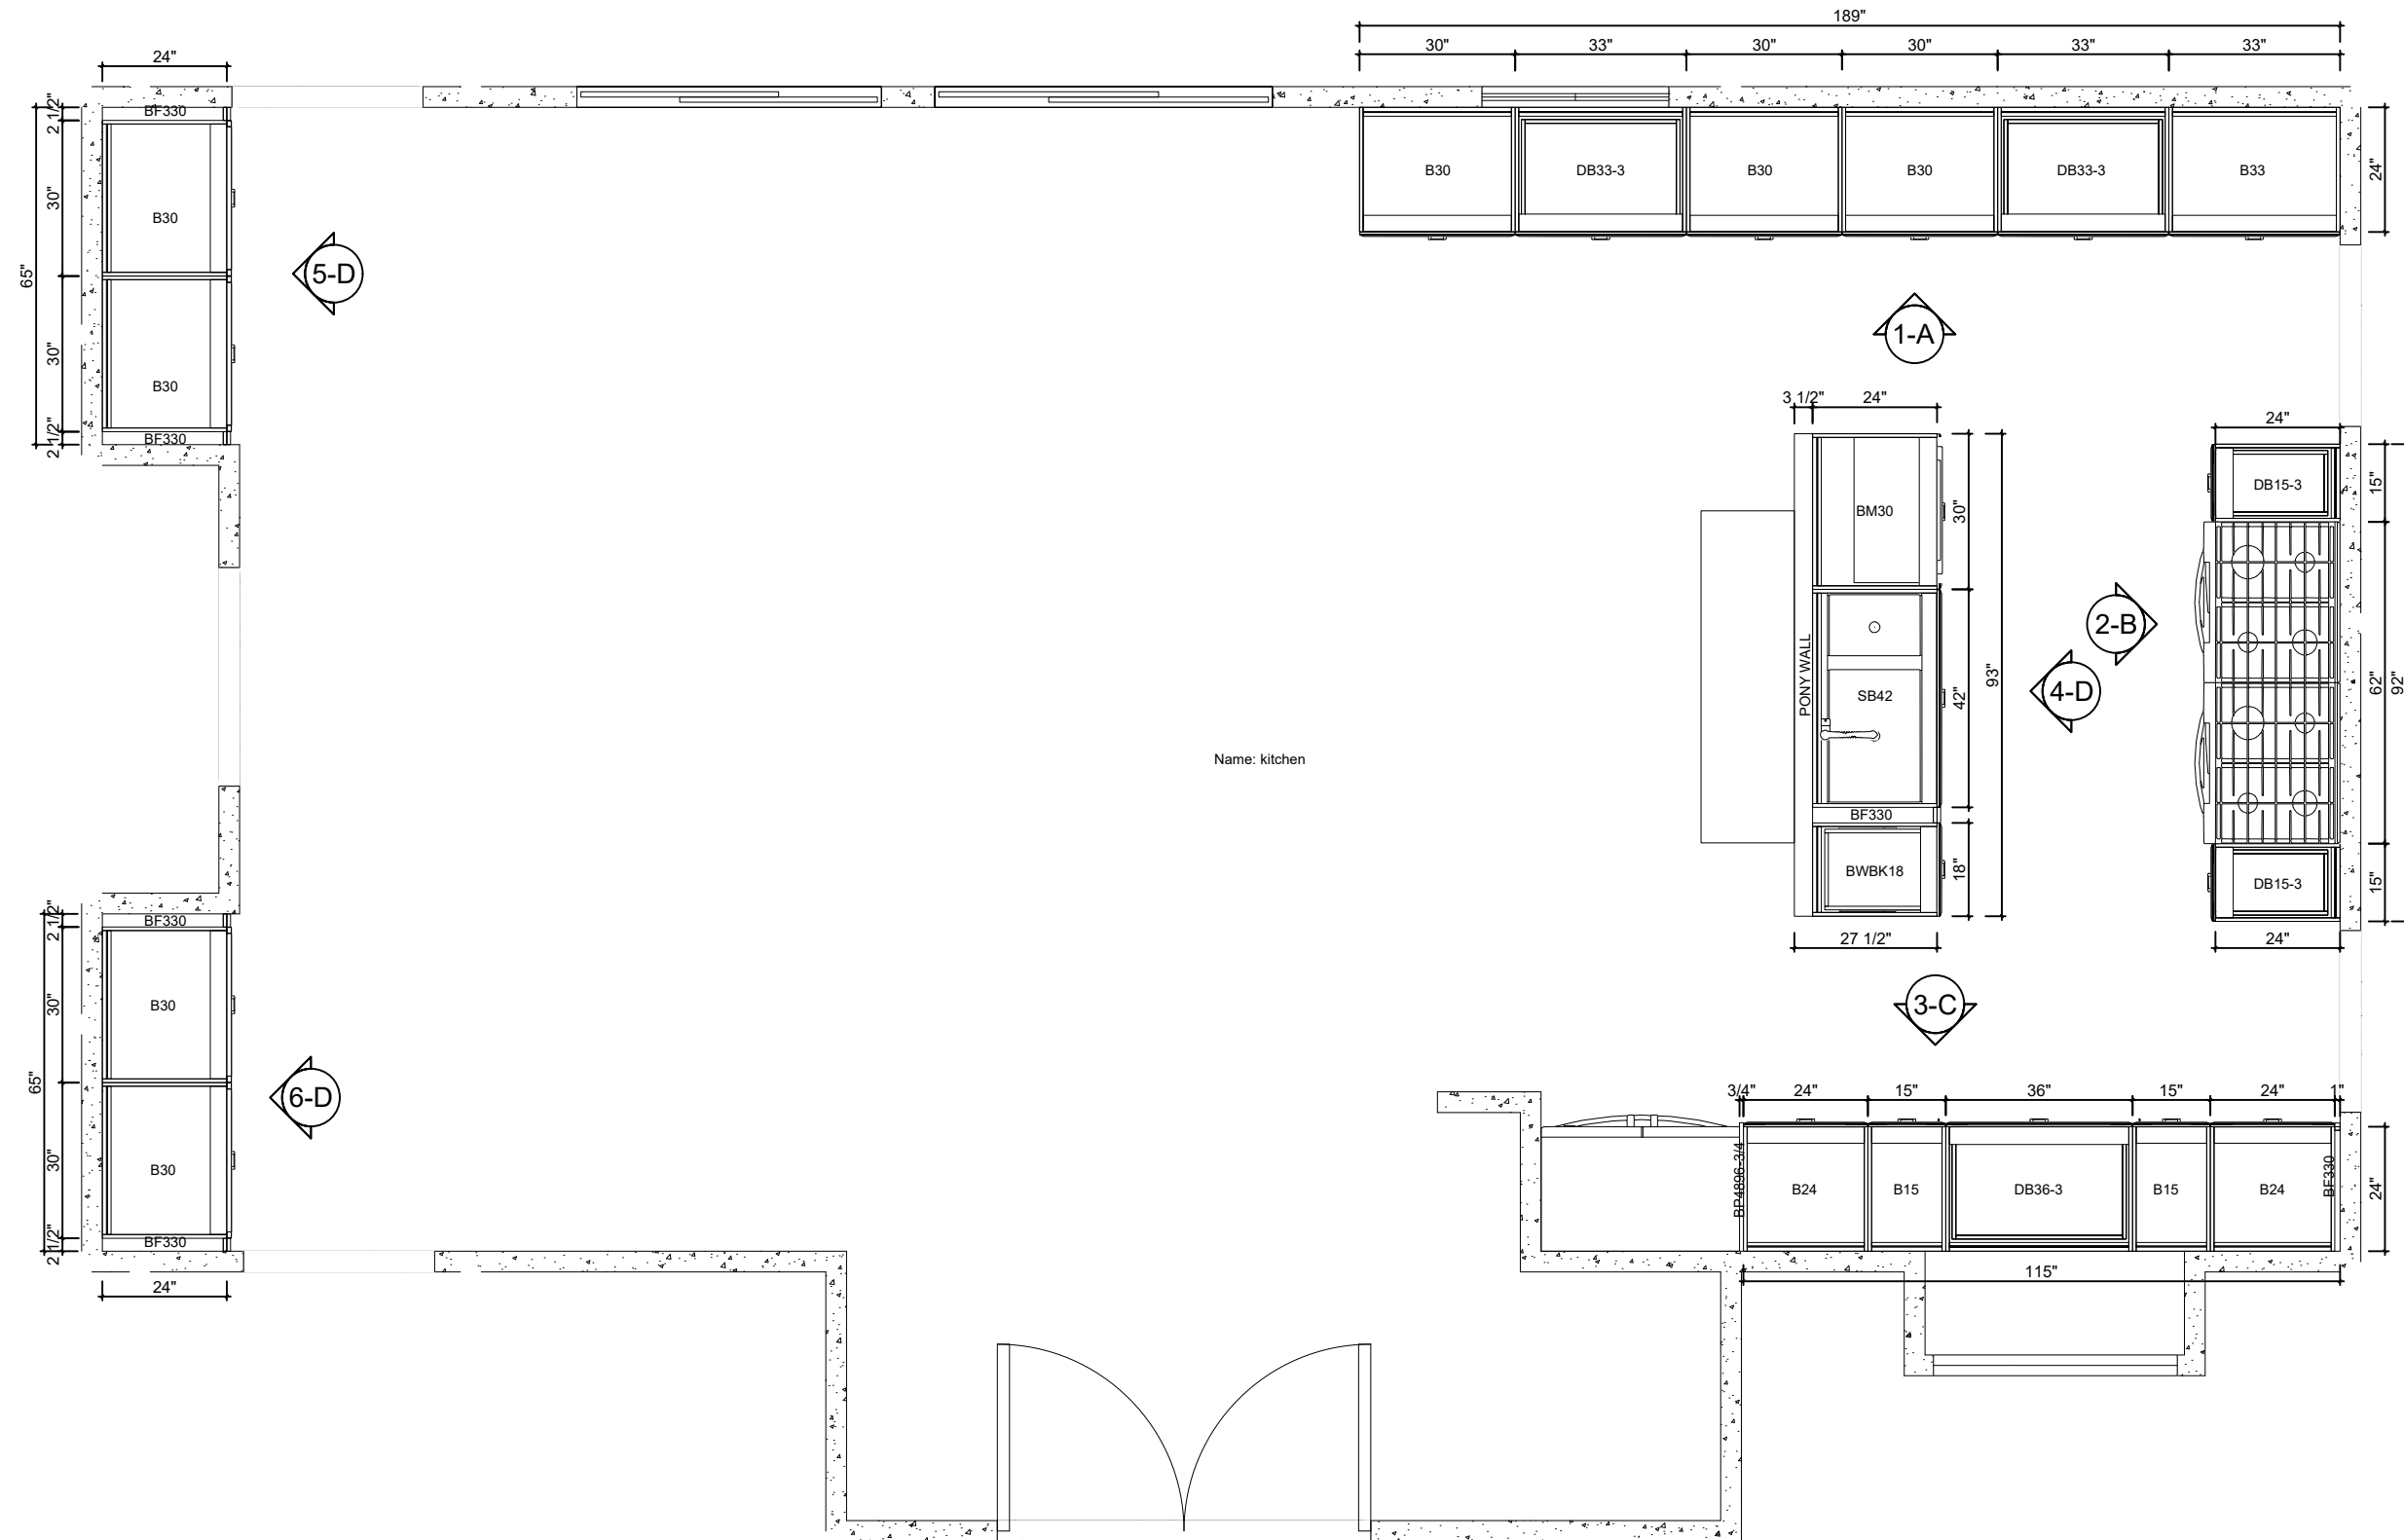 189"
30" 33" 30" 30" 33" 33"
24"
2 1/2"
BF330
30"
B30
65"
30"
B30
2 1/2"
BF330
5-D
B30 DB33-3 B30 B30 DB33-3 B33
24"
1-A
3 1/2" 24"
24"
BM30
30"
DB15-3
15"
2-B
PONY WALL
SB42
42"
93"
4-D
62"
92"
Name: kitchen
BF330
BWBK18
18"
DB15-3
15"
27 1/2"
24"
2 1/2"
BF330
30"
B30
65"
30"
B30
2 1/2"
BF330
24"
6-D
3-C
3/4" 24" 15" 36" 15" 24" 1"
BP4896-3/4
B24 B15 DB36-3 B15 B24
BF330
24"
115"